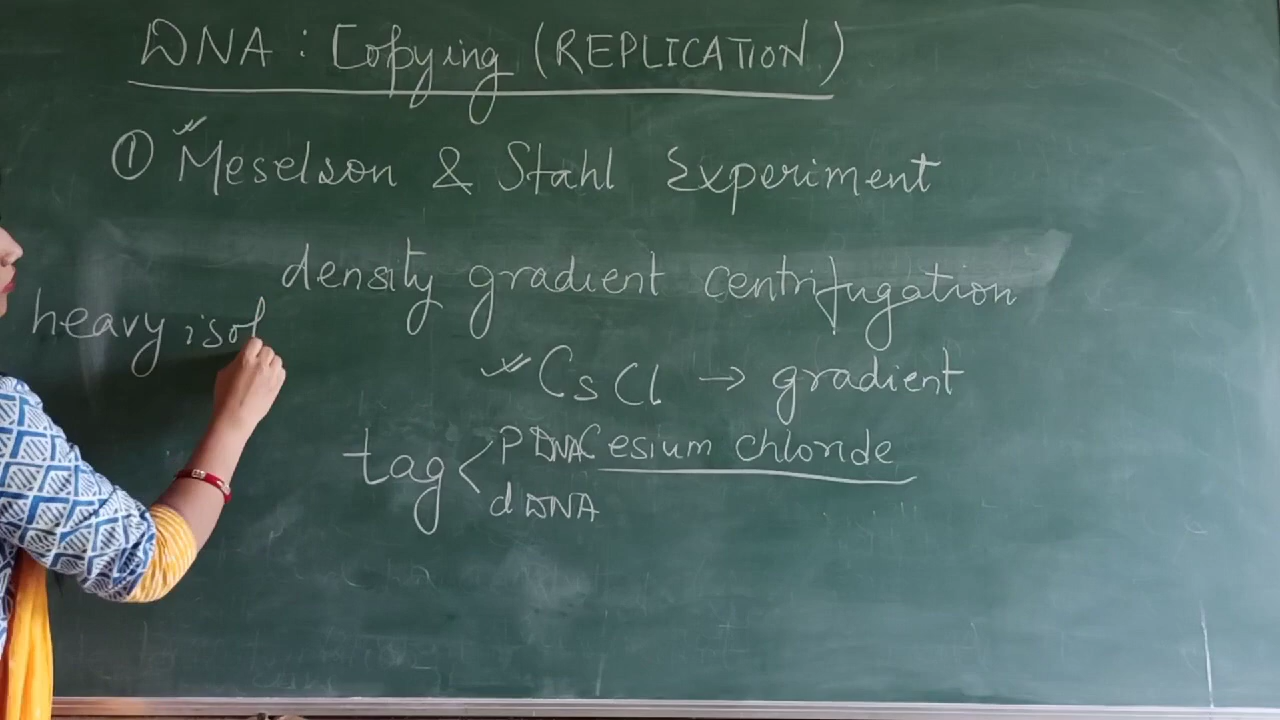 DNA : Copying (REPLICATION)
① Meselson & Stahl Experiment
density gradient centrifugation
heavy isot
CsCl → gradient
tag < PDNA Cesium chloride
dDNA